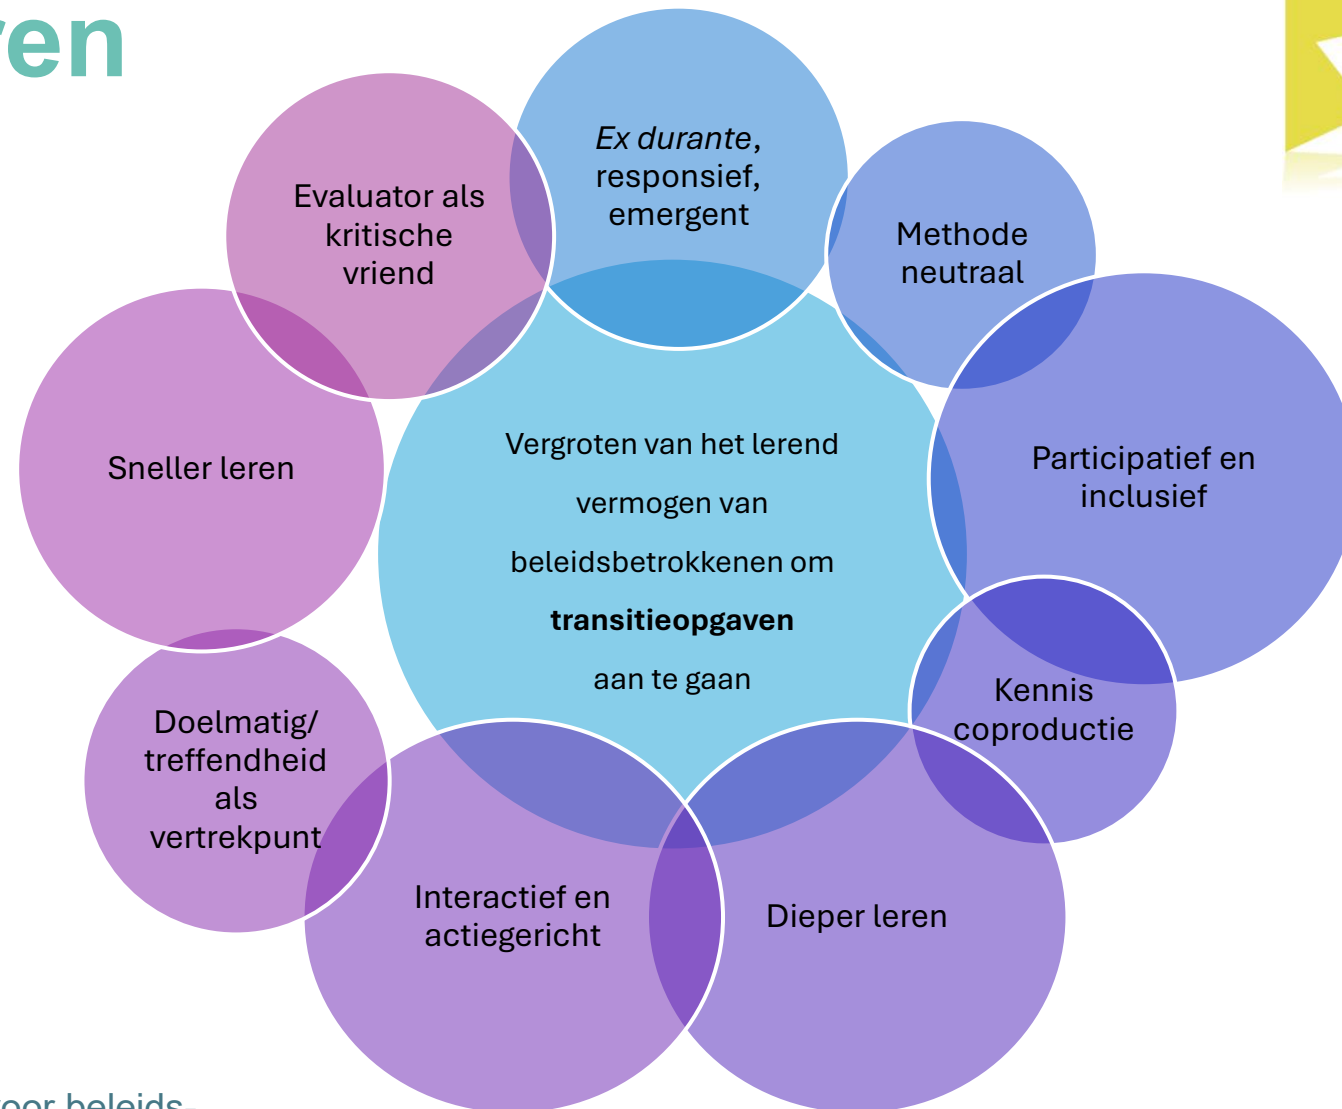 ren
Ex durante,
responsief,
emergent
Evaluator als
kritische
vriend
Methode
neutraal
Sneller leren
Vergroten van het lerend
vermogen van
beleidsbetrokkenen om
transitieopgaven
aan te gaan
Participatief en
inclusief
Doelmatig/
treffendheid
als
vertrekpunt
Kennis
coproductie
Interactief en
actiegericht
Dieper leren
voor beleids-